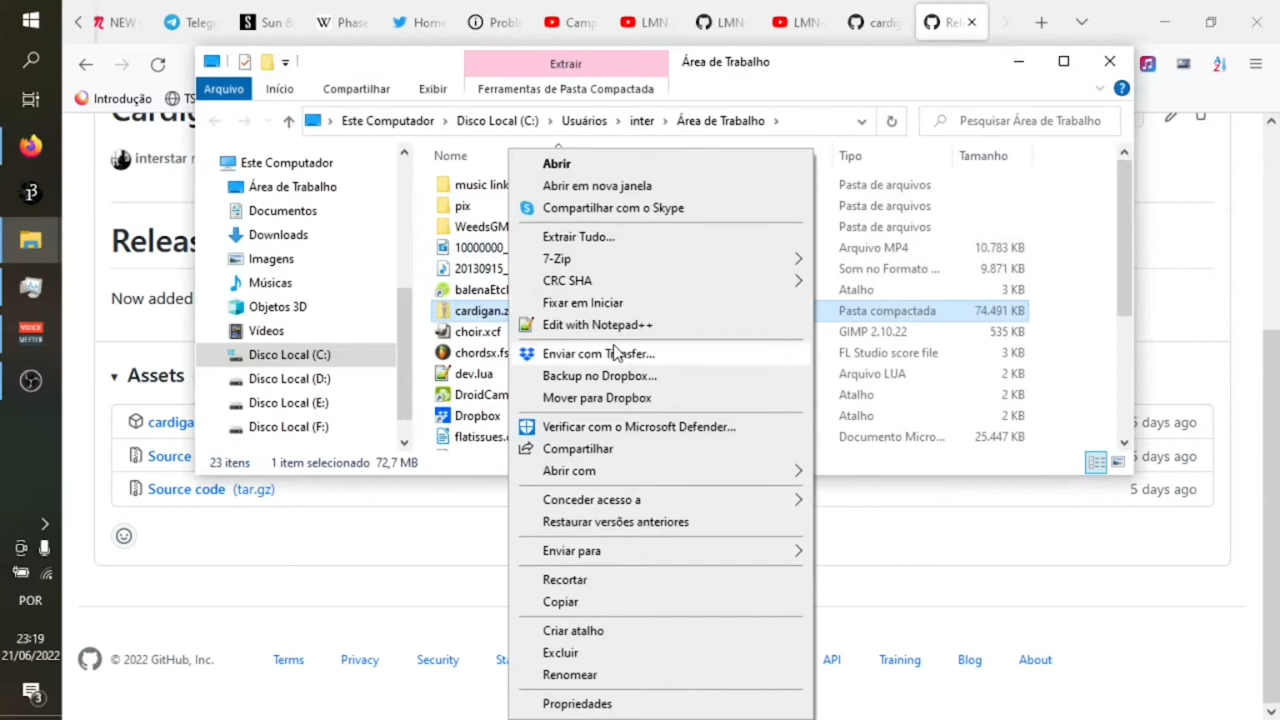 NEW
Telegr
Sun &
Phase
Home
Probl
Camp
LMN
LMN-
LMN-
cardig
Rel
Introdução
TS
Extrair
Área de Trabalho
Arquivo
Início
Compartilhar
Exibir
Ferramentas de Pasta Compactada
Este Computador
Disco Local (C:)
Usuários
inter
Área de Trabalho
Pesquisar Área de Trabalho
interstar
Releas
Now added
Assets
cardiga
Source
Source code (tar.gz)
5 days ago
5 days ago
5 days ago
Este Computador
Área de Trabalho
Documentos
Downloads
Imagens
Músicas
Objetos 3D
Vídeos
Disco Local (C:)
Disco Local (D:)
Disco Local (E:)
Disco Local (F:)
Nome
Tipo
Tamanho
music link
Pasta de arquivos
pix
Pasta de arquivos
WeedsGM
Pasta de arquivos
10000000_
Arquivo MP4
10.783 KB
20130915_
Som no Formato ...
9.871 KB
balenaEtch
Atalho
3 KB
cardigan.z
Pasta compactada
74.491 KB
choir.xcf
GIMP 2.10.22
535 KB
chordsx.fs
FL Studio score file
3 KB
dev.lua
Arquivo LUA
2 KB
DroidCam
Atalho
2 KB
Dropbox
Atalho
2 KB
flatissues.
Documento Micro...
25.447 KB
23 itens
1 item selecionado 72,7 MB
Abrir
Abrir em nova janela
Compartilhar com o Skype
Extrair Tudo...
7-Zip
CRC SHA
Fixar em Iniciar
Edit with Notepad++
Enviar com Transfer...
Backup no Dropbox...
Mover para Dropbox
Verificar com o Microsoft Defender...
Compartilhar
Abrir com
Conceder acesso a
Restaurar versões anteriores
Enviar para
Recortar
Copiar
Criar atalho
Excluir
Renomear
Propriedades
VOICE
MEETER
POR
23:19
21/06/2022
3
© 2022 GitHub, Inc.
Terms
Privacy
Security
Sta
API
Training
Blog
About